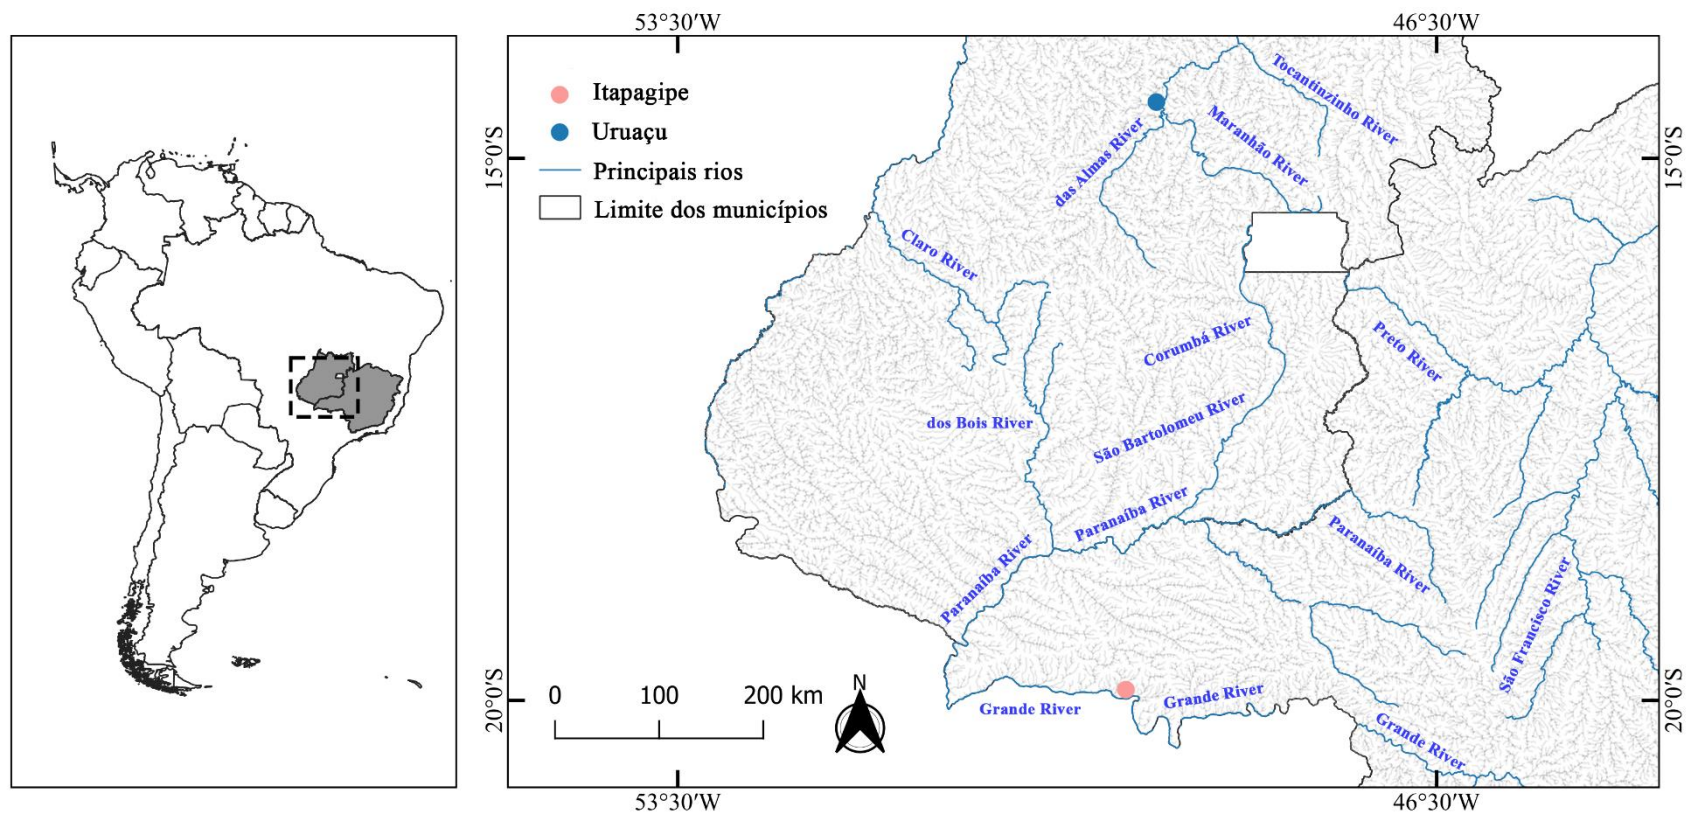 53°30′W
46°30′W
Itapagipe
Uruaçu
Principais rios
Limite dos municípios
15°0′S
15°0′S
Tocantinzinho River
Maranhão River
das Almas River
Claro River
Corumbá River
Preto River
dos Bois River
São Bartolomeu River
Paranaíba River
Paranaíba River
Paranaíba River
São Francisco River
20°0′S
20°0′S
0 100 200 km
N
Grande River
Grande River
Grande River
53°30′W
46°30′W